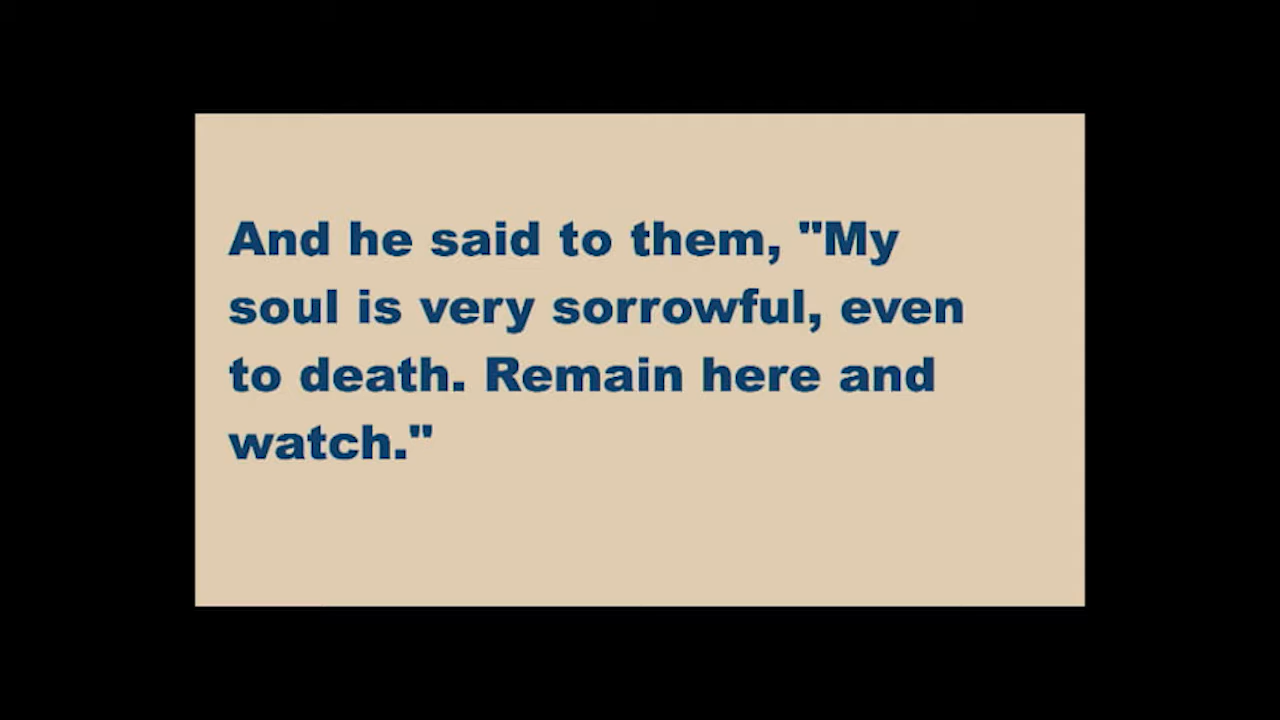 And he said to them, "My
soul is very sorrowful, even
to death. Remain here and
watch."